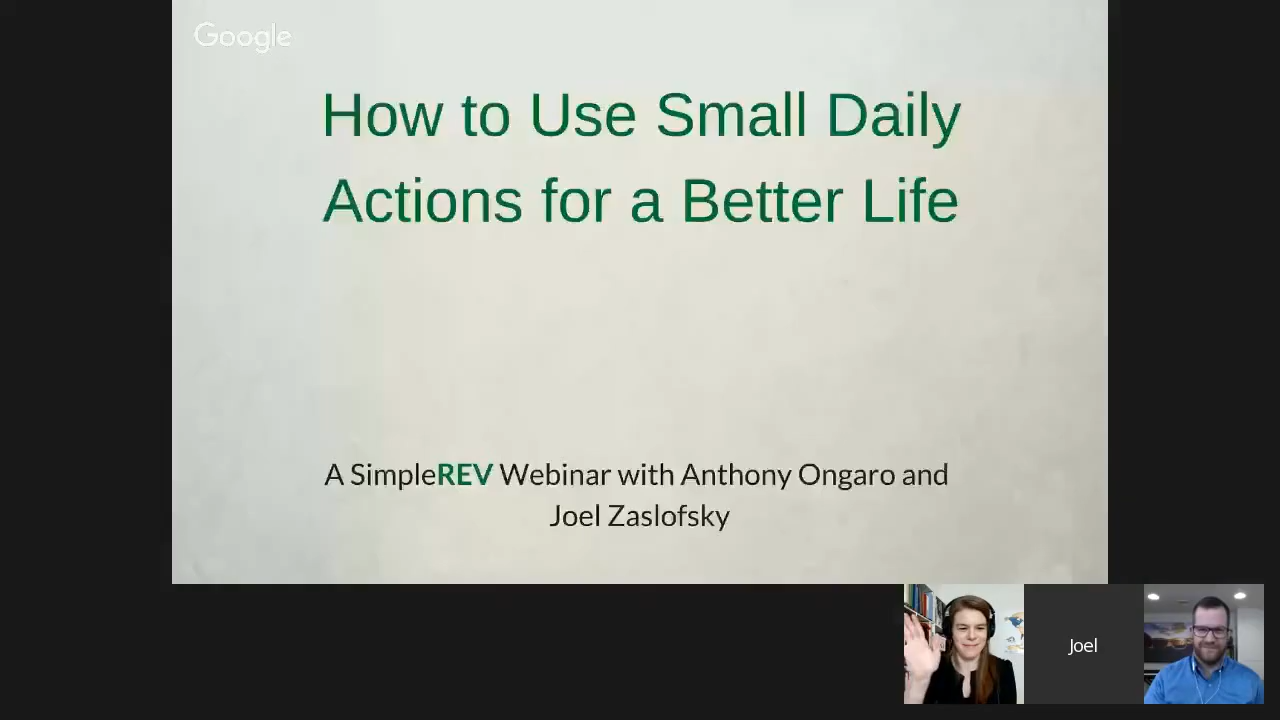 Google
How to Use Small Daily
Actions for a Better Life
A SimpleREV Webinar with Anthony Ongaro and
Joel Zaslofsky
Joel